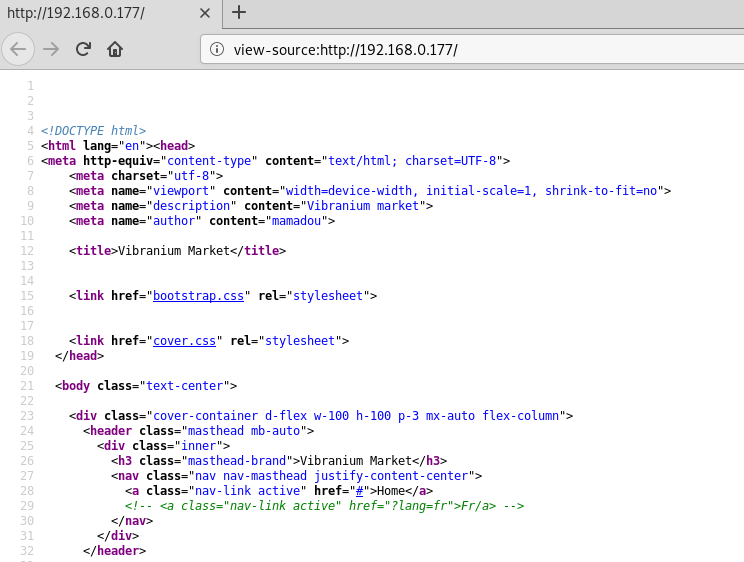 http://192.168.0.177/
view-source:http://192.168.0.177/
1
2
3
4 <!DOCTYPE html>
5 <html lang="en"><head>
6 <meta http-equiv="content-type" content="text/html; charset=UTF-8">
7     <meta charset="utf-8">
8     <meta name="viewport" content="width=device-width, initial-scale=1, shrink-to-fit=no">
9     <meta name="description" content="Vibranium market">
10     <meta name="author" content="mamadou">
11
12     <title>Vibranium Market</title>
13
14
15     <link href="bootstrap.css" rel="stylesheet">
16
17
18     <link href="cover.css" rel="stylesheet">
19   </head>
20
21   <body class="text-center">
22
23     <div class="cover-container d-flex w-100 h-100 p-3 mx-auto flex-column">
24       <header class="masthead mb-auto">
25         <div class="inner">
26           <h3 class="masthead-brand">Vibranium Market</h3>
27           <nav class="nav nav-masthead justify-content-center">
28             <a class="nav-link active" href="#">Home</a>
29             <!-- <a class="nav-link active" href="?lang=fr">Fr/a> -->
30           </nav>
31         </div>
32       </header>